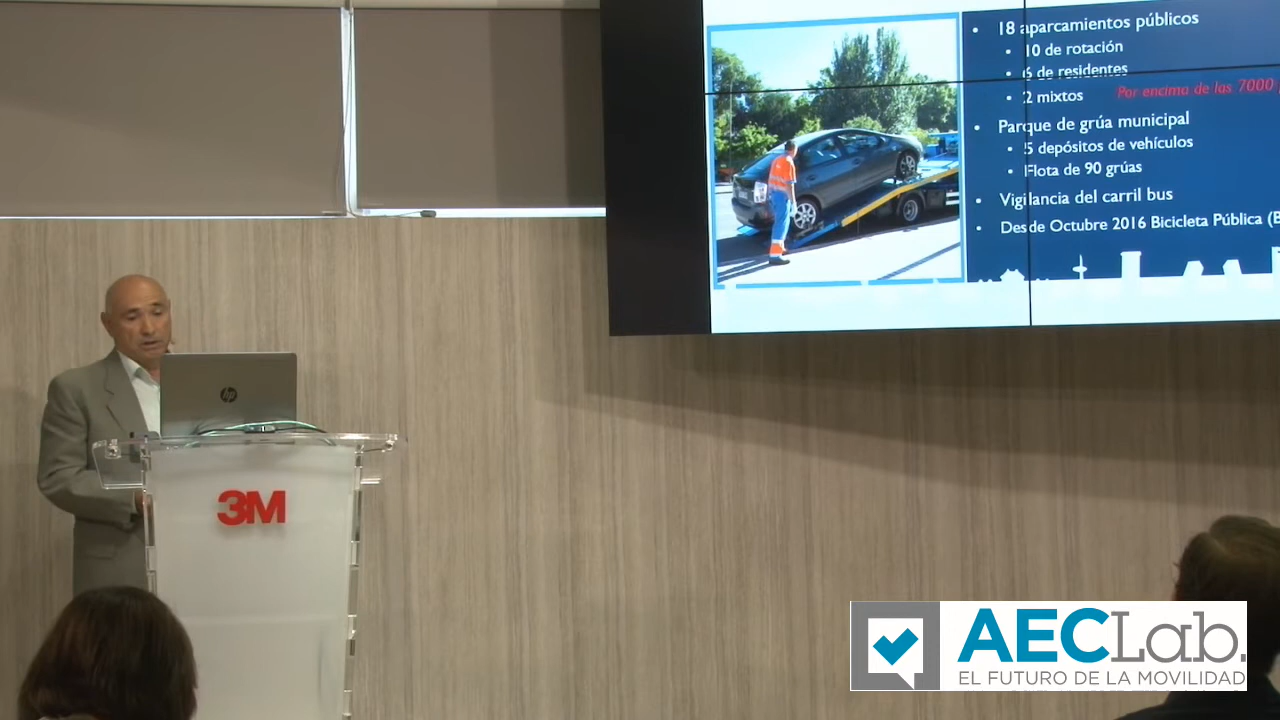 18 aparcamientos públicos
10 de rotación
6 de residentes
2 mixtos
Por encima de las 7000
Parque de grúa municipal
5 depósitos de vehículos
Flota de 90 grúas
Vigilancia del carril bus
Desde Octubre 2016 Bicicleta Pública (
hp
3M
AECLab.
EL FUTURO DE LA MOVILIDAD